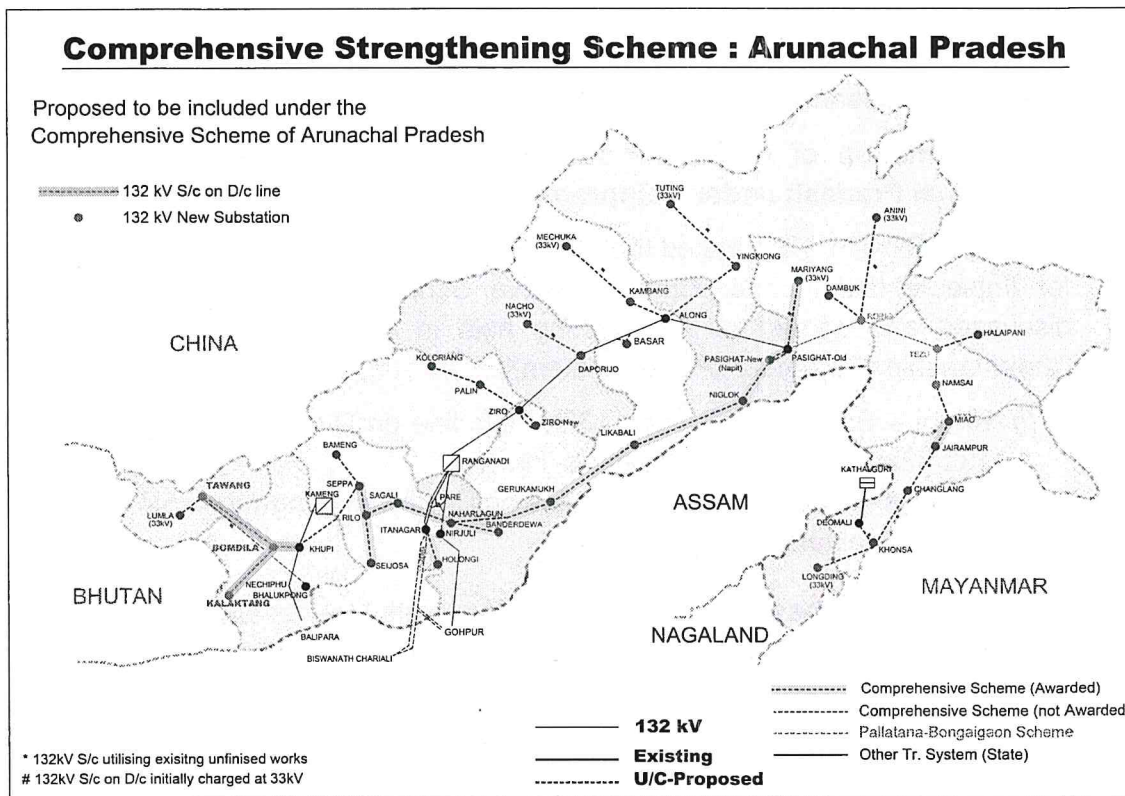 Comprehensive Strengthening Scheme : Arunachal Pradesh
Proposed to be included under the
Comprehensive Scheme of Arunachal Pradesh
132 kV S/c on D/c line
132 kV New Substation
TUTING
(33kV)
ANINI
(33kV)
MECHUKA
(33kV)
YINGKIONG
MARIYANG
(33kV)
DAMBUK
KAMBANG
NACHO
(33kV)
ALONG
ROING
HALAIPANI
CHINA
BASAR
TEZU
KOLORIANG
DAPORIJO
PASIGHAT-New
(Napit)
PASIGHAT-Old
PALIN
NAMSAI
NIGLOK
ZIRO
ZIRO-New
MIAO
LIKABALI
JAIRAMPUR
BAMENG
RANGANADI
KATHALGURI
SEPPA
GERUKAMUKH
ASSAM
TAWANG
KAMENG
SAGALI
PARE
CHANGLANG
LUMLA
(33kV)
RILO
NAHARLAGUN
BANDERDEWA
ITANAGAR
NIRJULI
DEOMALI
BOMDILA
KHUPI
KHONSA
SEIJOSA
HOLONGI
LONGDING
(33kV)
BHUTAN
NECHIPHU
BHALUKPONG
KALAKTANG
MAYANMAR
BALIPARA
GOHPUR
NAGALAND
BISWANATH CHARIALI
Comprehensive Scheme (Awarded)
Comprehensive Scheme (not Awarded
Pallatana-Bongaigaon Scheme
Other Tr. System (State)
132 kV
Existing
U/C-Proposed
* 132kV S/c utilising exisitng unfinised works
# 132kV S/c on D/c initially charged at 33kV